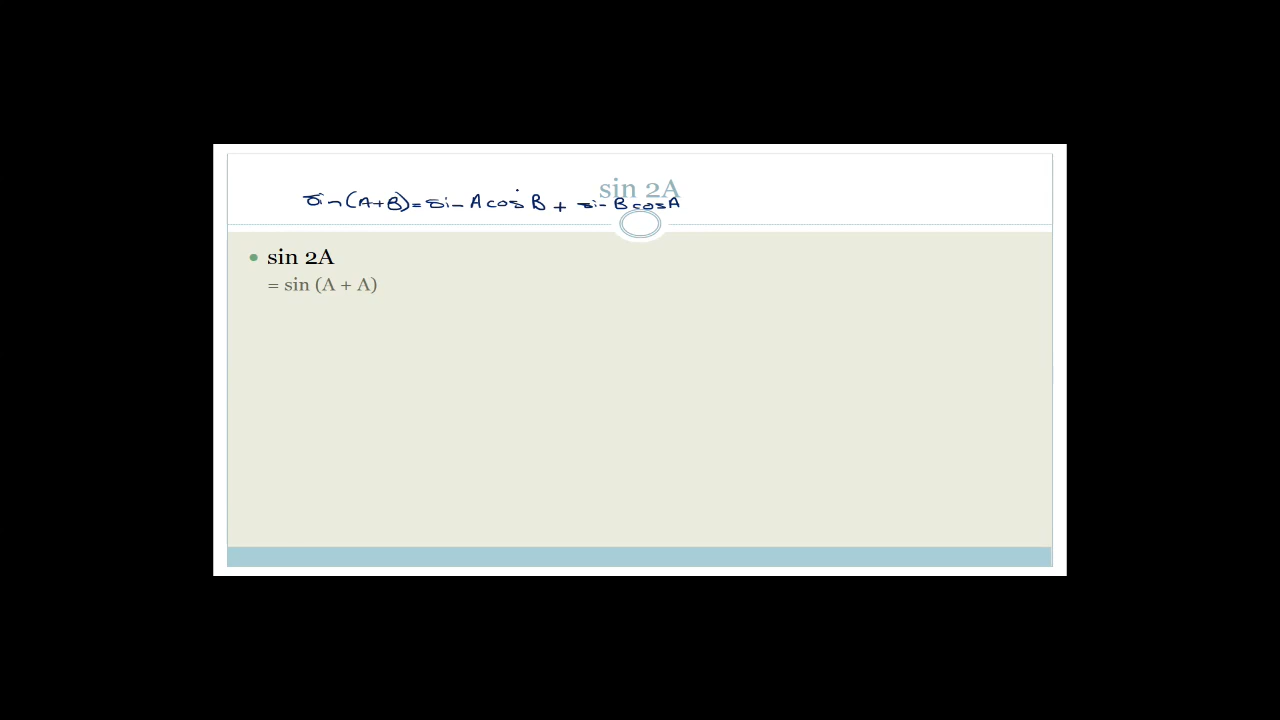 sin 2A
sin(A+B)=sin A cos B + sin B cos A
• sin 2A
= sin (A + A)